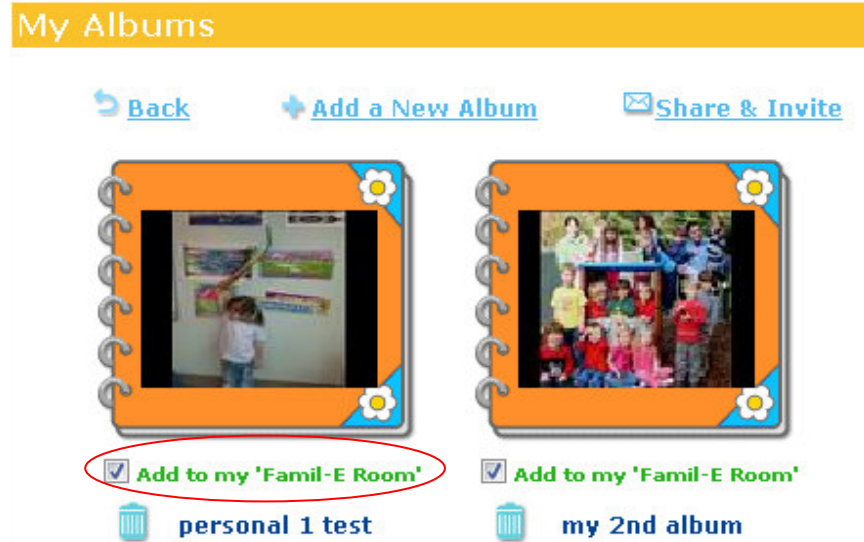 My Albums
Back Add a New Album Share & Invite
Add to my 'Famil-E Room' Add to my 'Famil-E Room'
personal 1 test my 2nd album